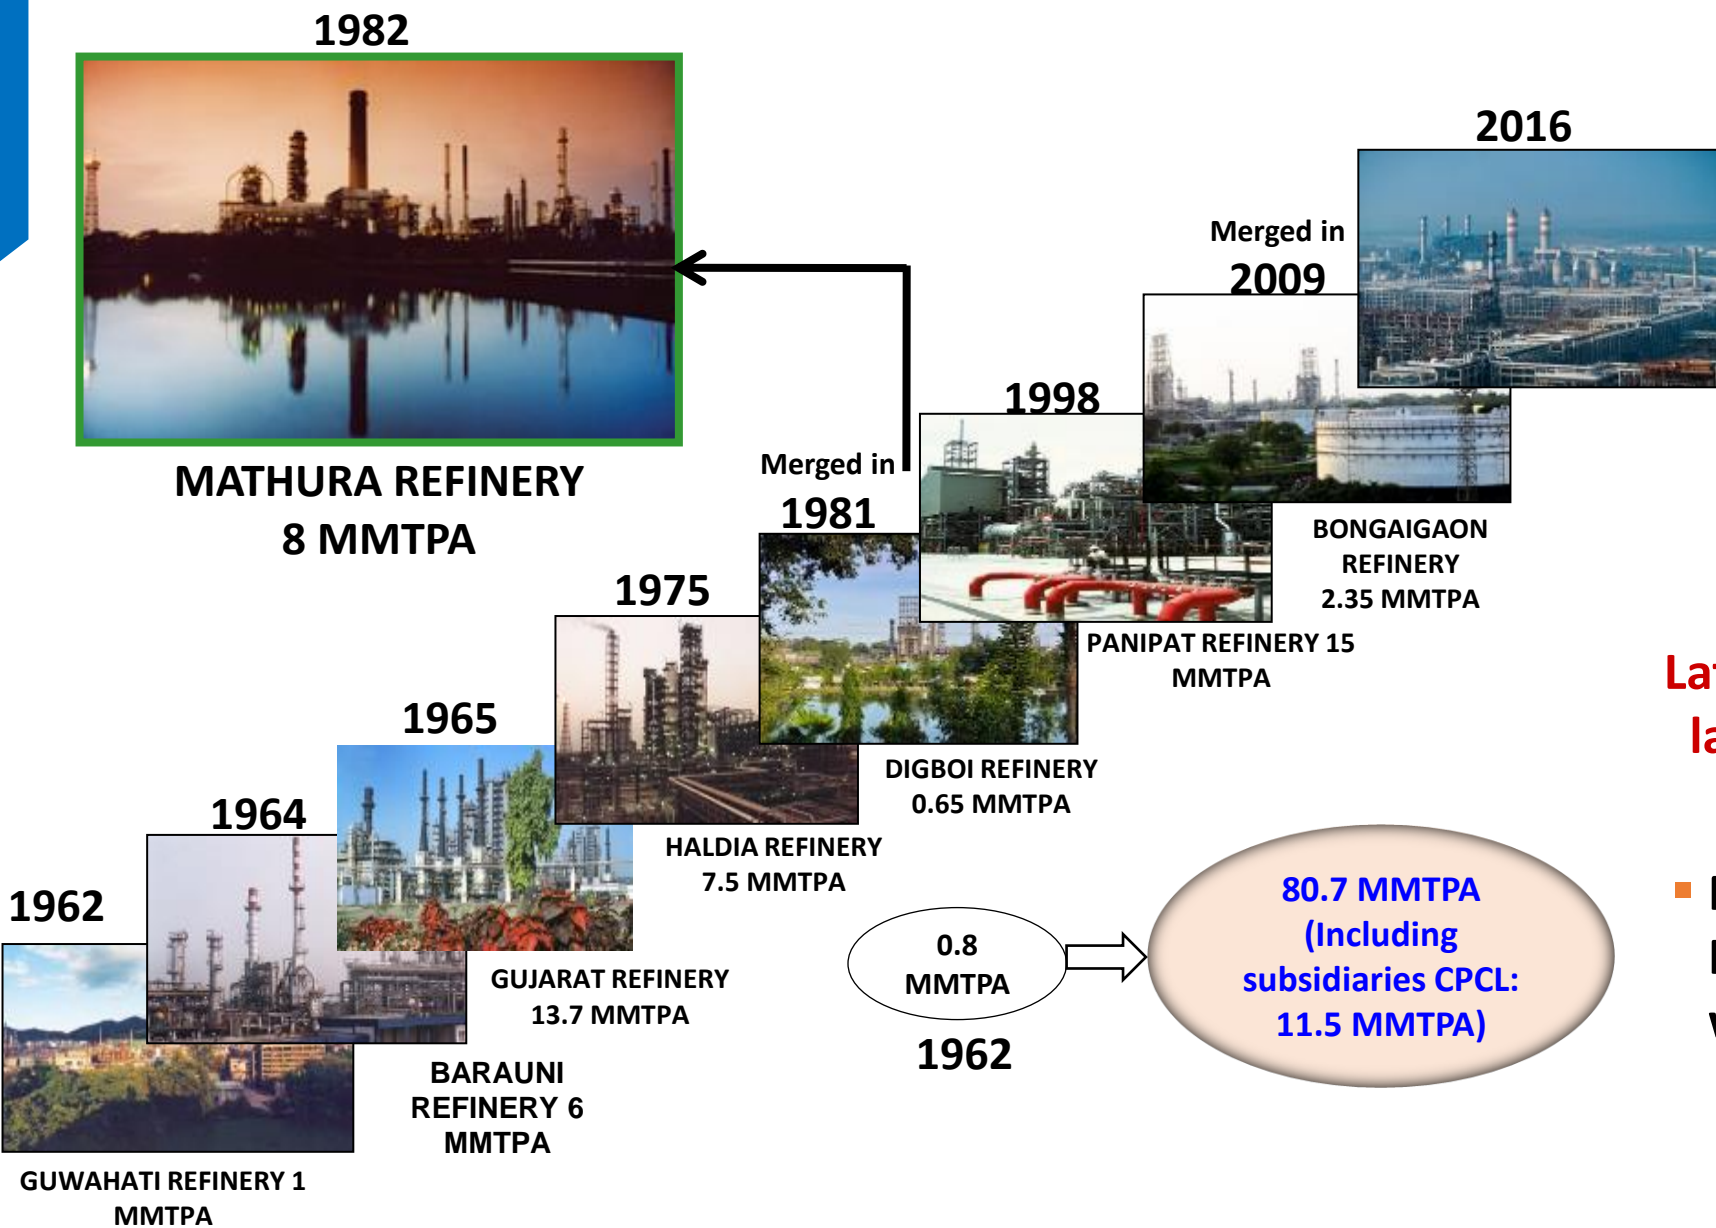 1982
MATHURA REFINERY
8 MMTPA
2016
Merged in
2009
1998
BONGAIGAON
REFINERY
2.35 MMTPA
Merged in
1981
PANIPAT REFINERY 15
MMTPA
1975
DIGBOI REFINERY
0.65 MMTPA
1965
HALDIA REFINERY
7.5 MMTPA
1964
GUJARAT REFINERY
13.7 MMTPA
1962
BARAUNI
REFINERY 6
MMTPA
GUWAHATI REFINERY 1
MMTPA
0.8
MMTPA
1962
80.7 MMTPA
(Including
subsidiaries CPCL:
11.5 MMTPA)